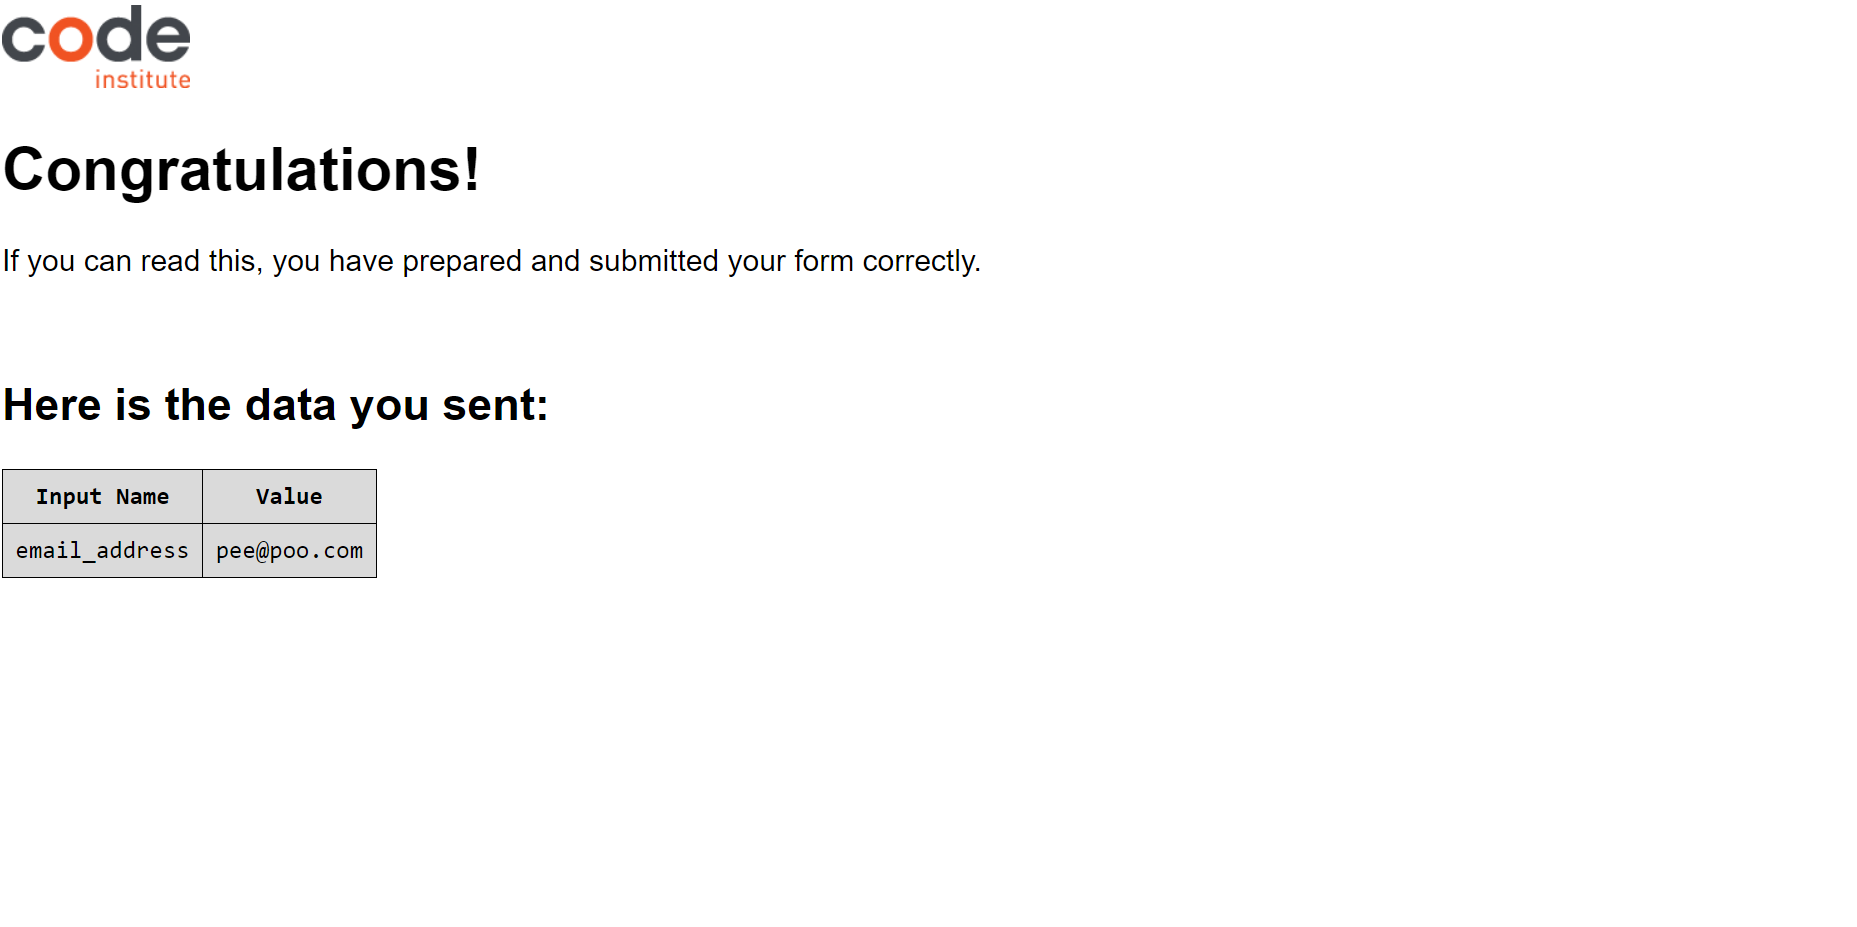 code
institute
Congratulations!
If you can read this, you have prepared and submitted your form correctly.
Here is the data you sent:
Input Name Value
email_address pee@poo.com